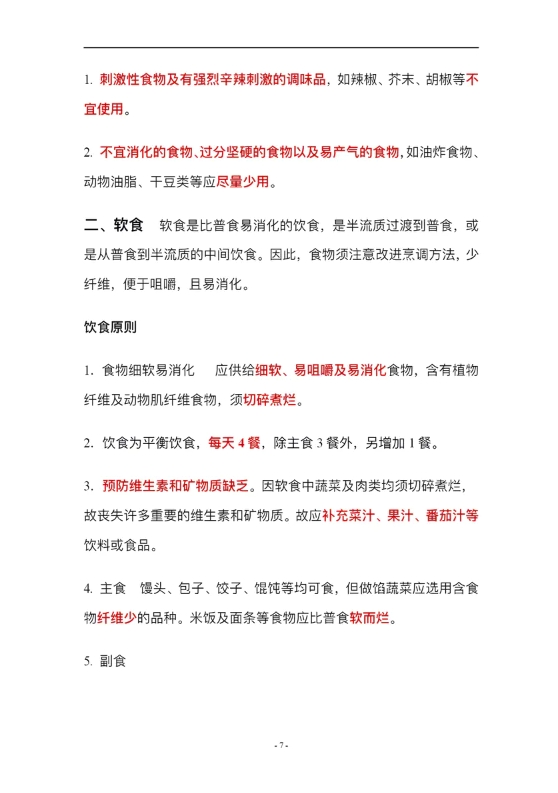 1. 刺激性食物及有强烈辛辣刺激的调味品，如辣椒、芥末、胡椒等不
宜使用。
2. 不宜消化的食物、过分坚硬的食物以及易产气的食物，如油炸食物、
动物油脂、干豆类等应尽量少用。
二、软食 软食是比普食易消化的饮食，是半流质过渡到普食，或
是从普食到半流质的中间饮食。因此，食物须注意改进烹调方法，少
纤维，便于咀嚼，且易消化。
饮食原则
1. 食物细软易消化 应供给细软、易咀嚼及易消化食物，含有植物
纤维及动物肌纤维食物，须切碎煮烂。
2. 饮食为平衡饮食，每天 4 餐，除主食 3 餐外，另增加 1 餐。
3. 预防维生素和矿物质缺乏。因软食中蔬菜及肉类均须切碎煮烂，
故丧失许多重要的维生素和矿物质。故应补充菜汁、果汁、番茄汁等
饮料或食品。
4. 主食 馒头、包子、饺子、馄饨等均可食，但做馅蔬菜应选用含食
物纤维少的品种。米饭及面条等食物应比普食软而烂。
5. 副食
- 7 -